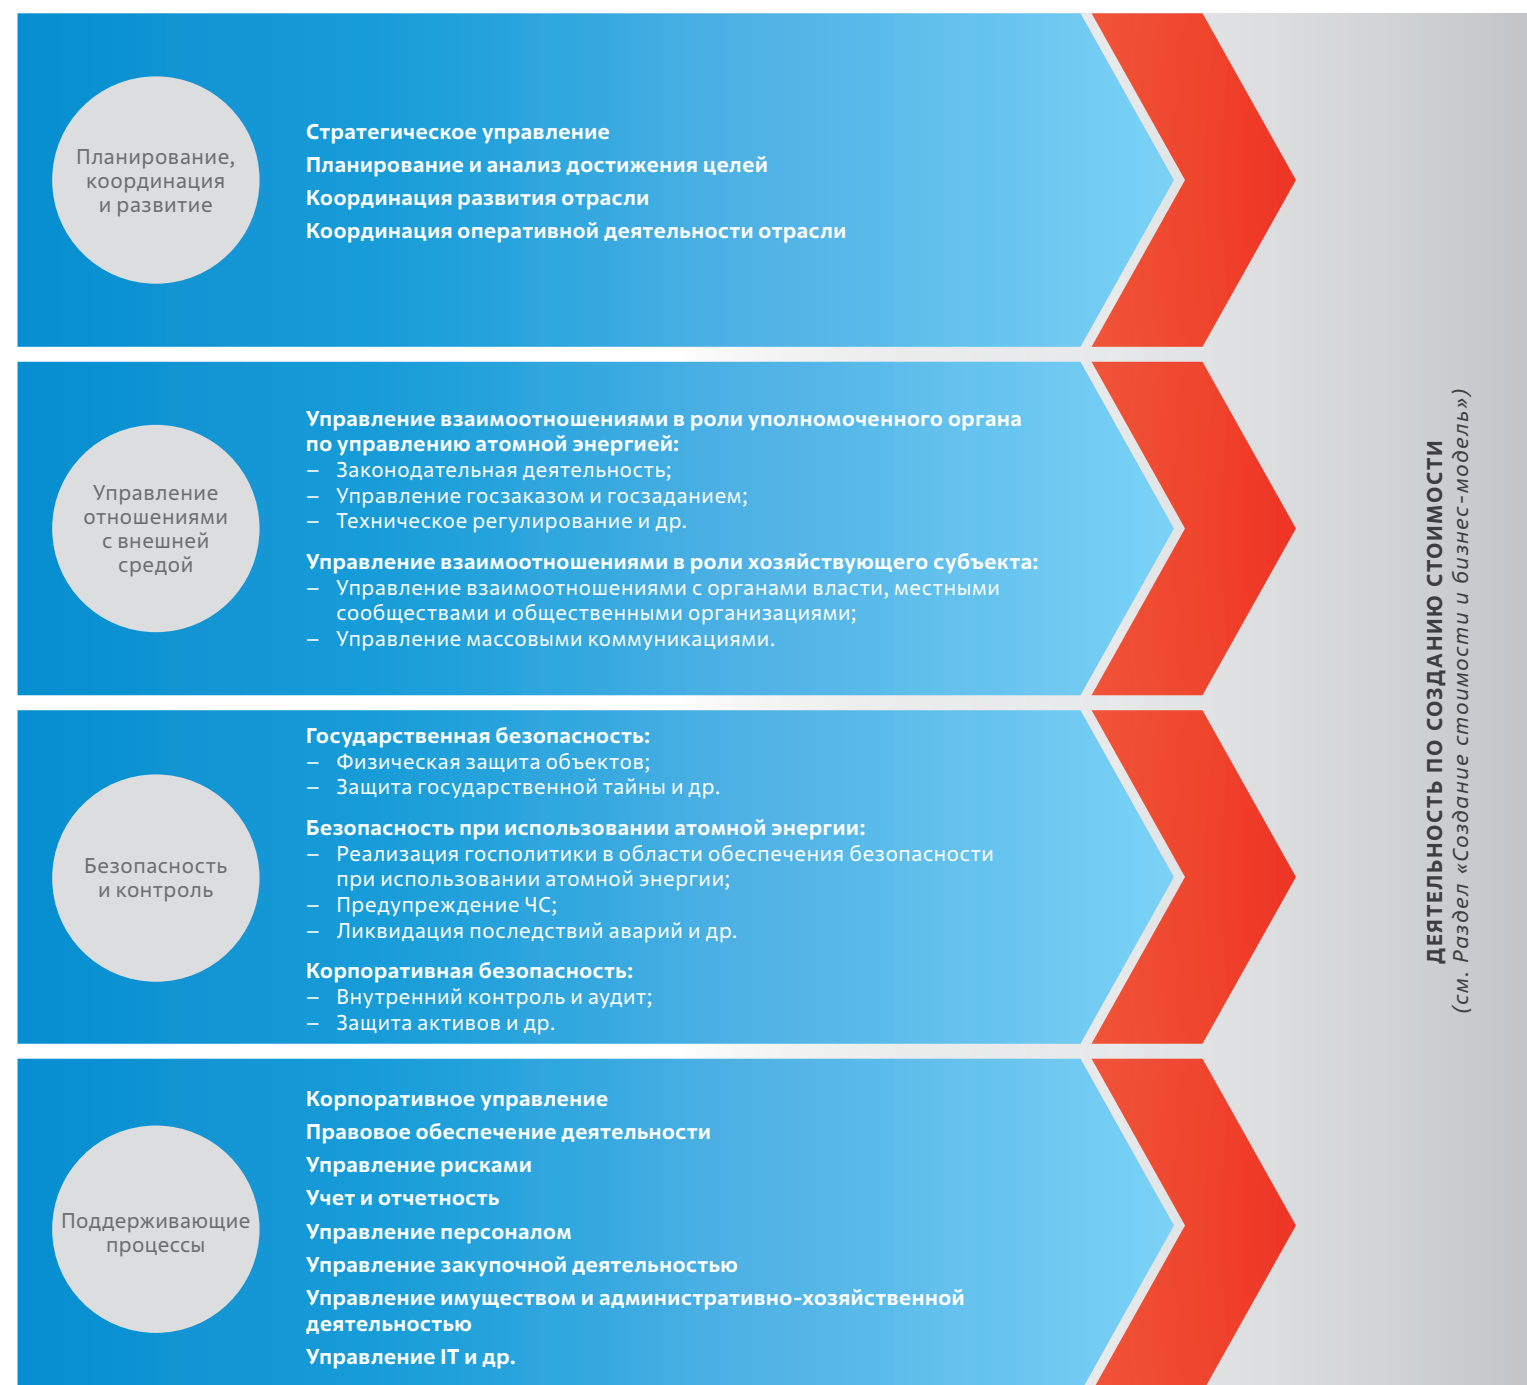 Планирование,
координация
и развитие
Стратегическое управление
Планирование и анализ достижения целей
Координация развития отрасли
Координация оперативной деятельности отрасли
Управление
отношениями
с внешней
средой
Управление взаимоотношениями в роли уполномоченного органа
по управлению атомной энергией:
– Законодательная деятельность;
– Управление госзаказом и госзаданием;
– Техническое регулирование и др.
Управление взаимоотношениями в роли хозяйствующего субъекта:
– Управление взаимоотношениями с органами власти, местными
сообществами и общественными организациями;
– Управление массовыми коммуникациями.
Безопасность
и контроль
Государственная безопасность:
– Физическая защита объектов;
– Защита государственной тайны и др.
Безопасность при использовании атомной энергии:
– Реализация госполитики в области обеспечения безопасности
при использовании атомной энергии;
– Предупреждение ЧС;
– Ликвидация последствий аварий и др.
Корпоративная безопасность:
– Внутренний контроль и аудит;
– Защита активов и др.
Поддерживающие
процессы
Корпоративное управление
Правовое обеспечение деятельности
Управление рисками
Учет и отчетность
Управление персоналом
Управление закупочной деятельностью
Управление имуществом и административно-хозяйственной
деятельностью
Управление IT и др.
ДЕЯТЕЛЬНОСТЬ ПО СОЗДАНИЮ СТОИМОСТИ
(см. Раздел «Создание стоимости и бизнес-модель»)